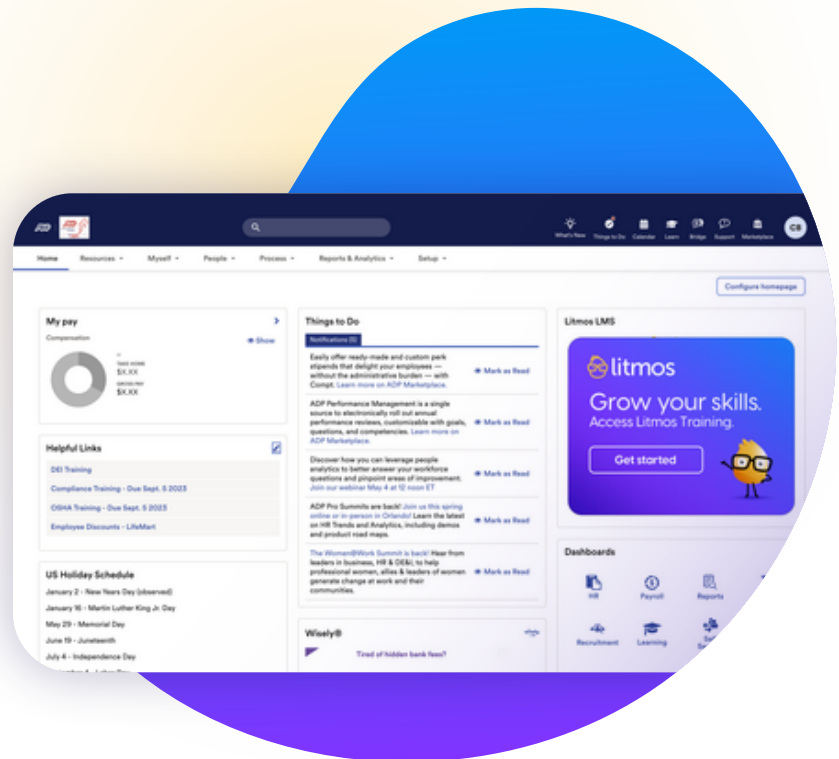 ADP
What's New
Things to Do
Calendar
Learn
Bridge
Support
Marketplace
CB
Home
Resources
Myself
People
Process
Reports & Analytics
Setup
Configure homepage
My pay
Compensation
Show
TAKE HOME
$X,XX
GROSS PAY
$X,XX
Helpful Links
DEI Training
Compliance Training - Due Sept. 5 2023
OSHA Training - Due Sept. 5 2023
Employee Discounts - LifeMart
US Holiday Schedule
January 2 - New Years Day (observed)
January 16 - Martin Luther King Jr. Day
May 29 - Memorial Day
June 19 - Juneteenth
July 4 - Independence Day
Things to Do
Notifications (5)
Easily offer ready-made and custom perk
stipends that delight your employees —
without the administrative burden — with
Compt. Learn more on ADP Marketplace.
Mark as Read
ADP Performance Management is a single
source to electronically roll out annual
performance reviews, customizable with goals,
questions, and competencies. Learn more on
ADP Marketplace.
Mark as Read
Discover how you can leverage people
analytics to better answer your workforce
questions and pinpoint areas of improvement.
Join our webinar May 4 at 12 noon ET
Mark as Read
ADP Pro Summits are back! Join us this spring
online or in-person in Orlando! Learn the latest
on HR Trends and Analytics, including demos
and product road maps.
Mark as Read
The Women@Work Summit is back! Hear from
leaders in business, HR & DE&I; to help
professional women, allies & leaders of women
generate change at work and their
communities.
Mark as Read
Wisely®
Tired of hidden bank fees?
Litmos LMS
litmos
Grow your skills.
Access Litmos Training.
Get started
Dashboards
HR
Payroll
Reports
Recruitment
Learning